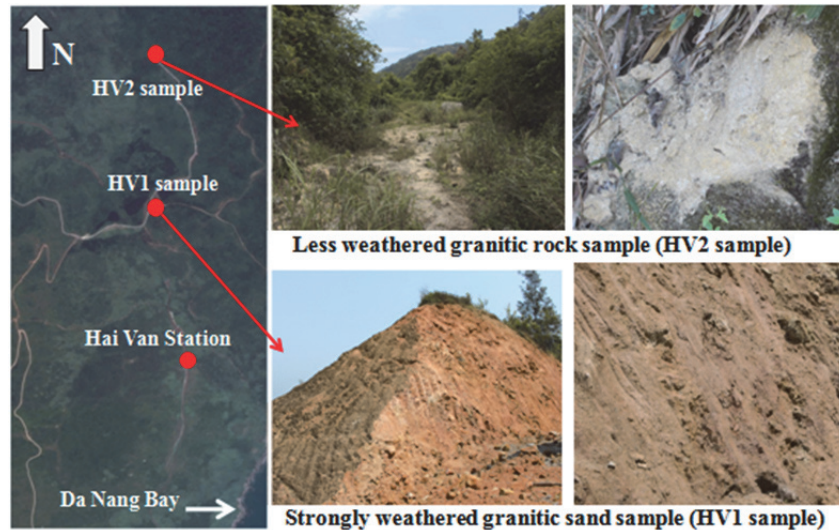 N
HV2 sample
HV1 sample
Hai Van Station
Da Nang Bay
Less weathered granitic rock sample (HV2 sample)
Strongly weathered granitic sand sample (HV1 sample)